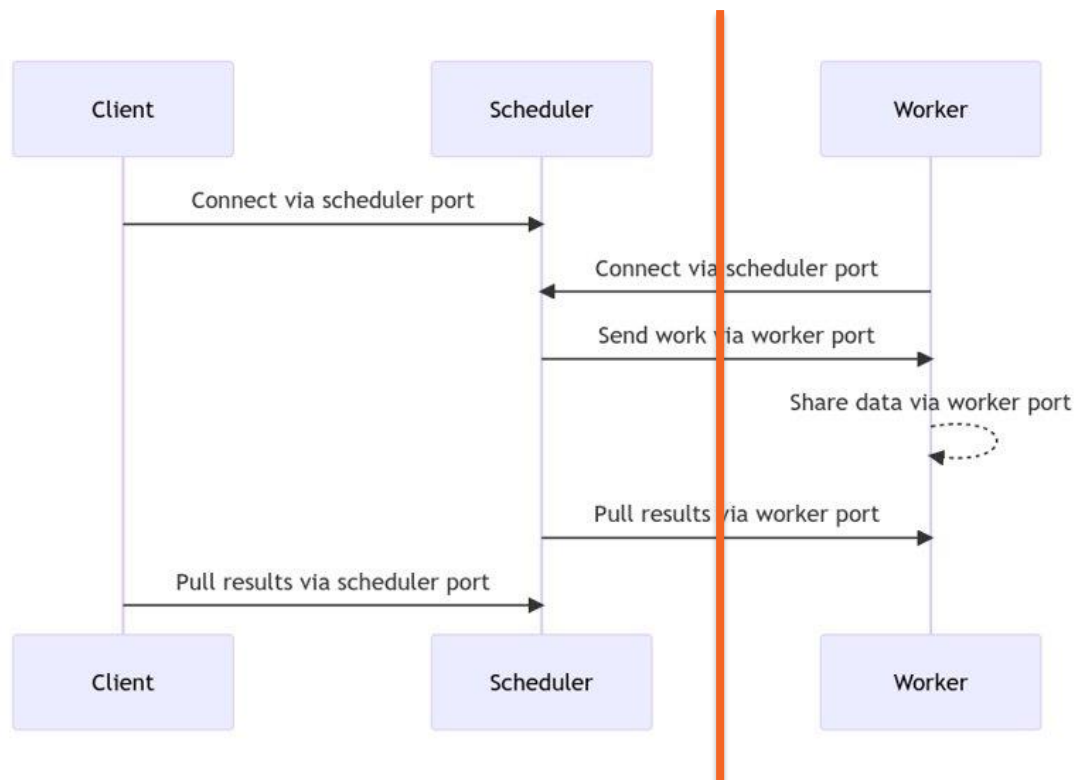 Client
Scheduler
Worker
Connect via scheduler port
Connect via scheduler port
Send work via worker port
Share data via worker port
Pull results via worker port
Pull results via scheduler port
Client
Scheduler
Worker